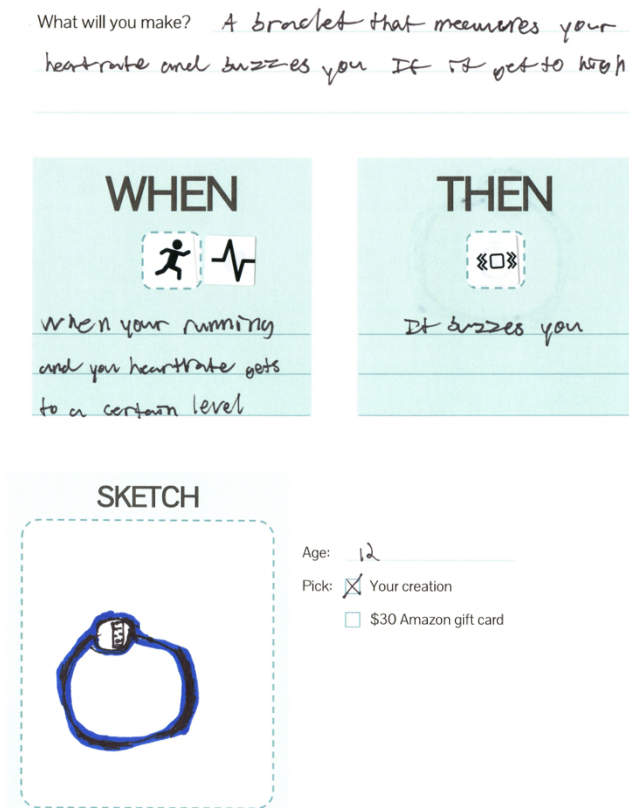 What will you make? A braclet that meeuures your
heartrate and buzzes you If it get to high
WHEN
THEN
when your running
and you heartrate gets
to a certain level
It buzzes you
SKETCH
Age: 12
Pick: Your creation
$30 Amazon gift card